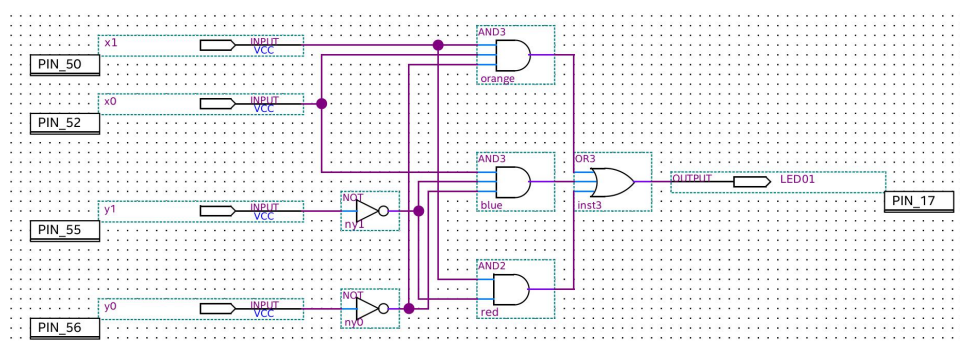 AND3
x1 INPUT
VCC
PIN_50
orange
x0 INPUT
VCC
PIN_52
AND3 OR3
OUTPUT LED01
NOT
y1 INPUT
VCC
blue inst3
PIN_17
PIN_55
ny1
AND2
NOT
y0 INPUT
VCC
red
PIN_56
ny0